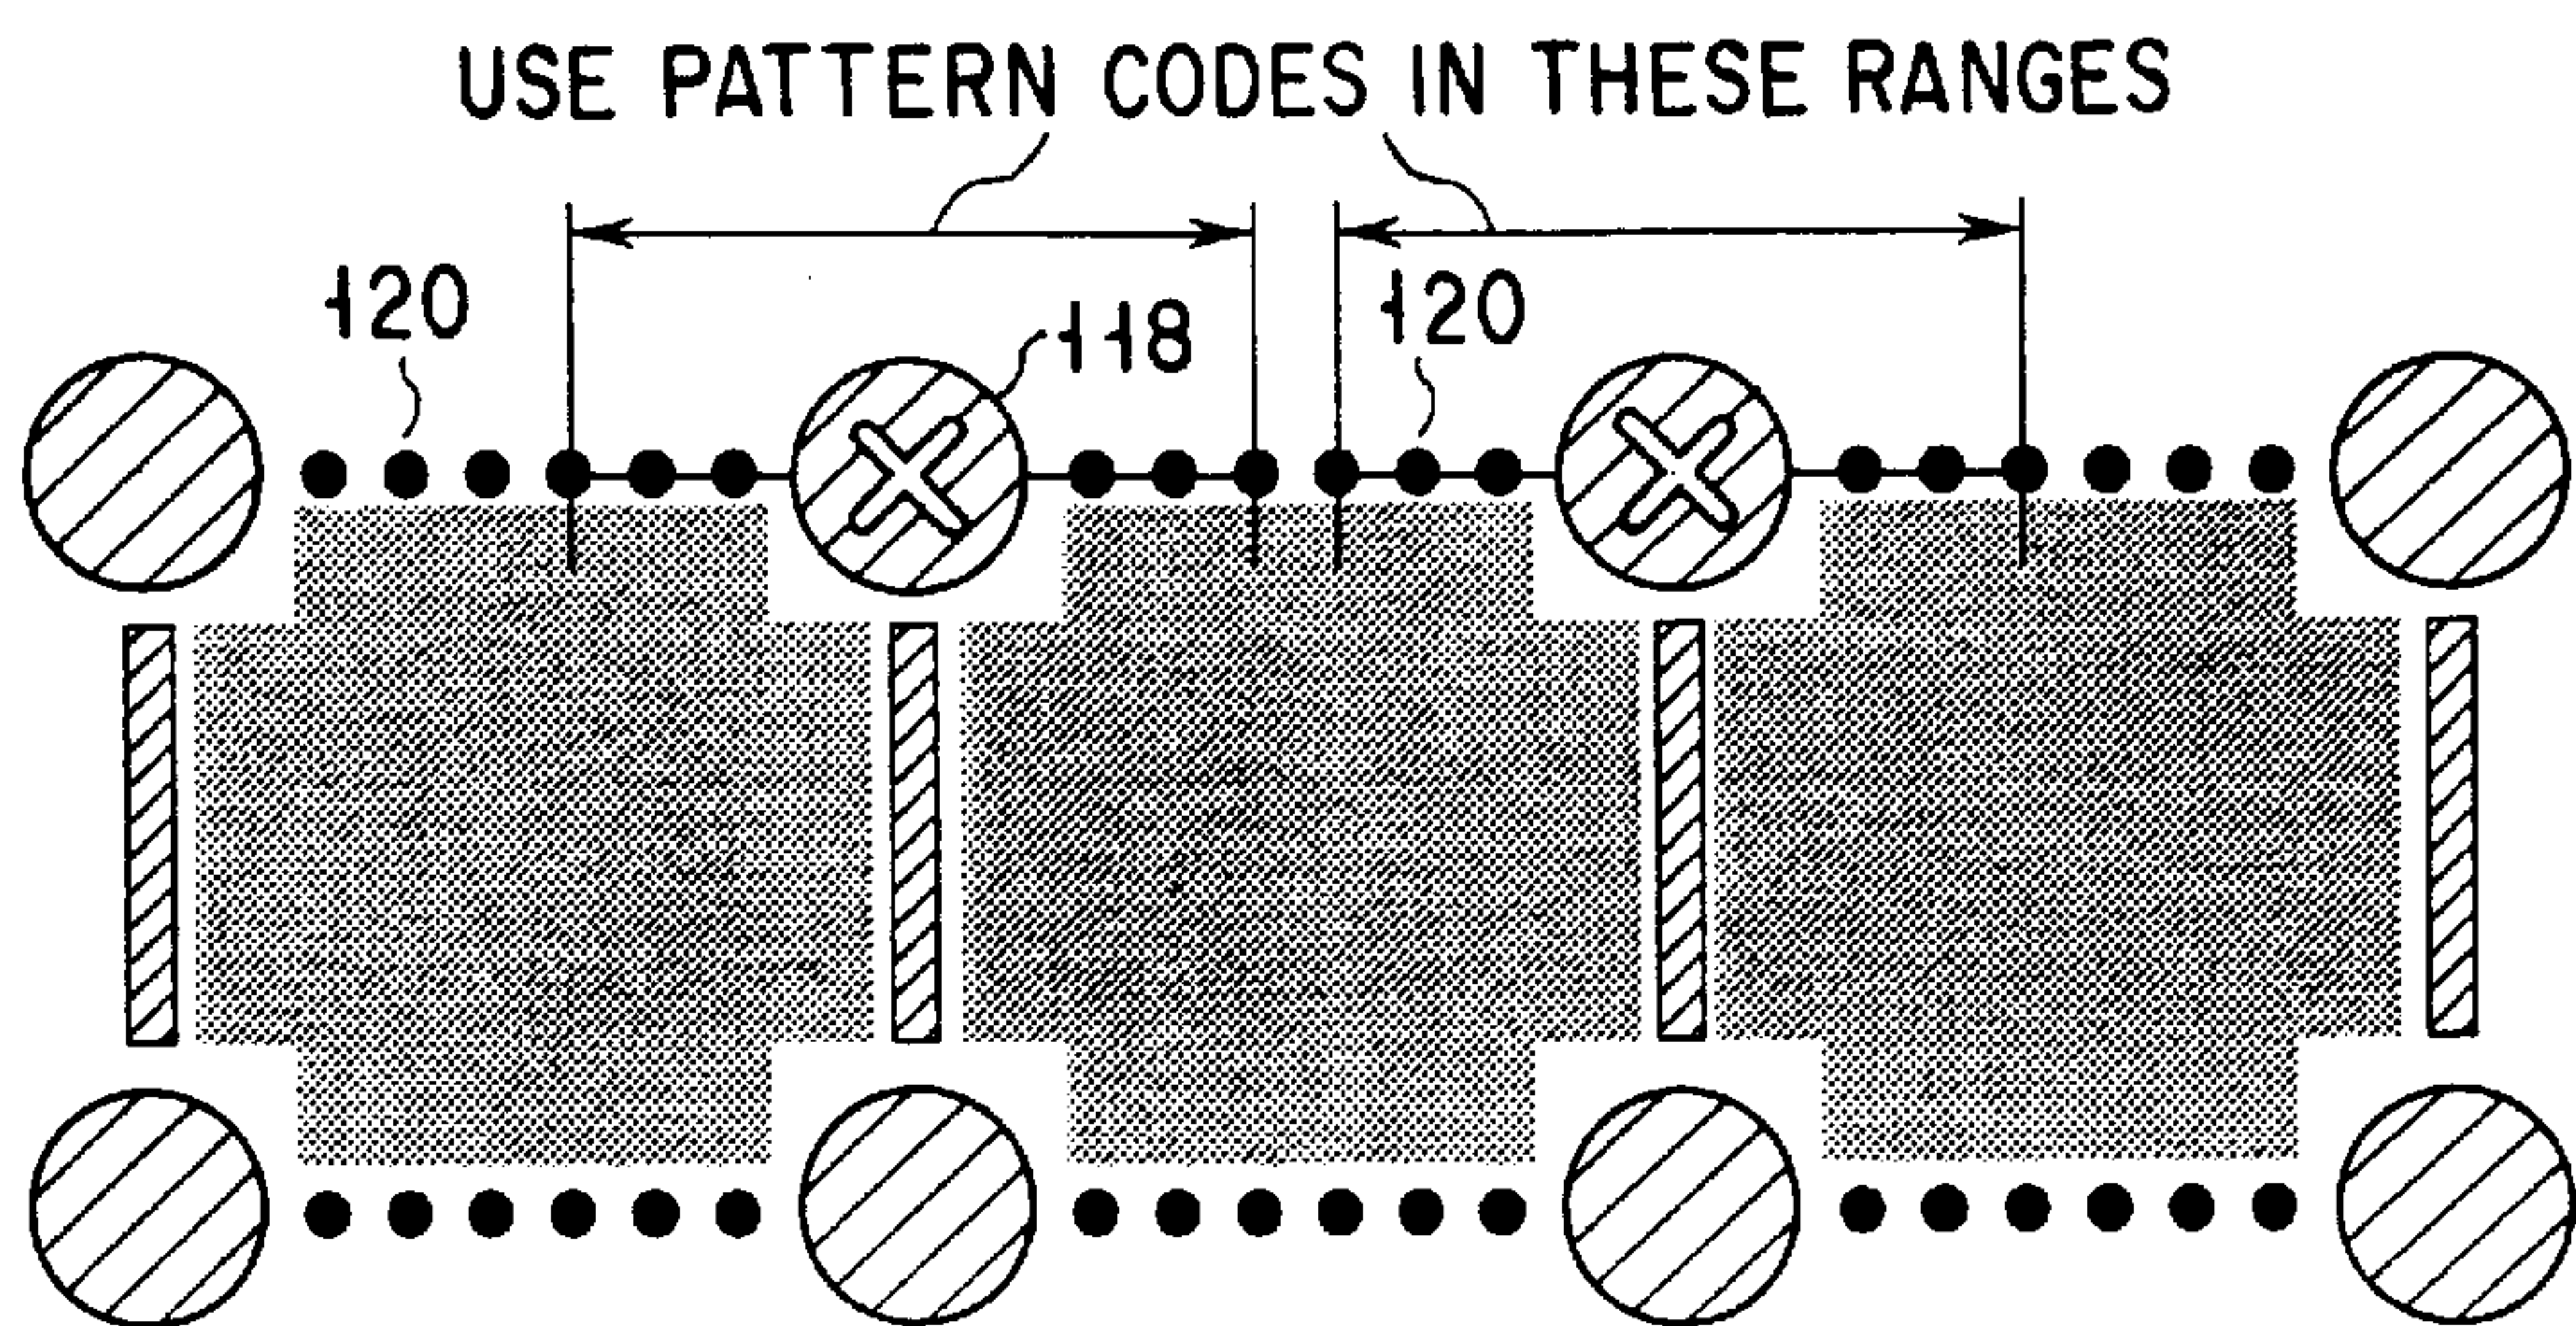 USE PATTERN CODES IN THESE RANGES
120
118
120